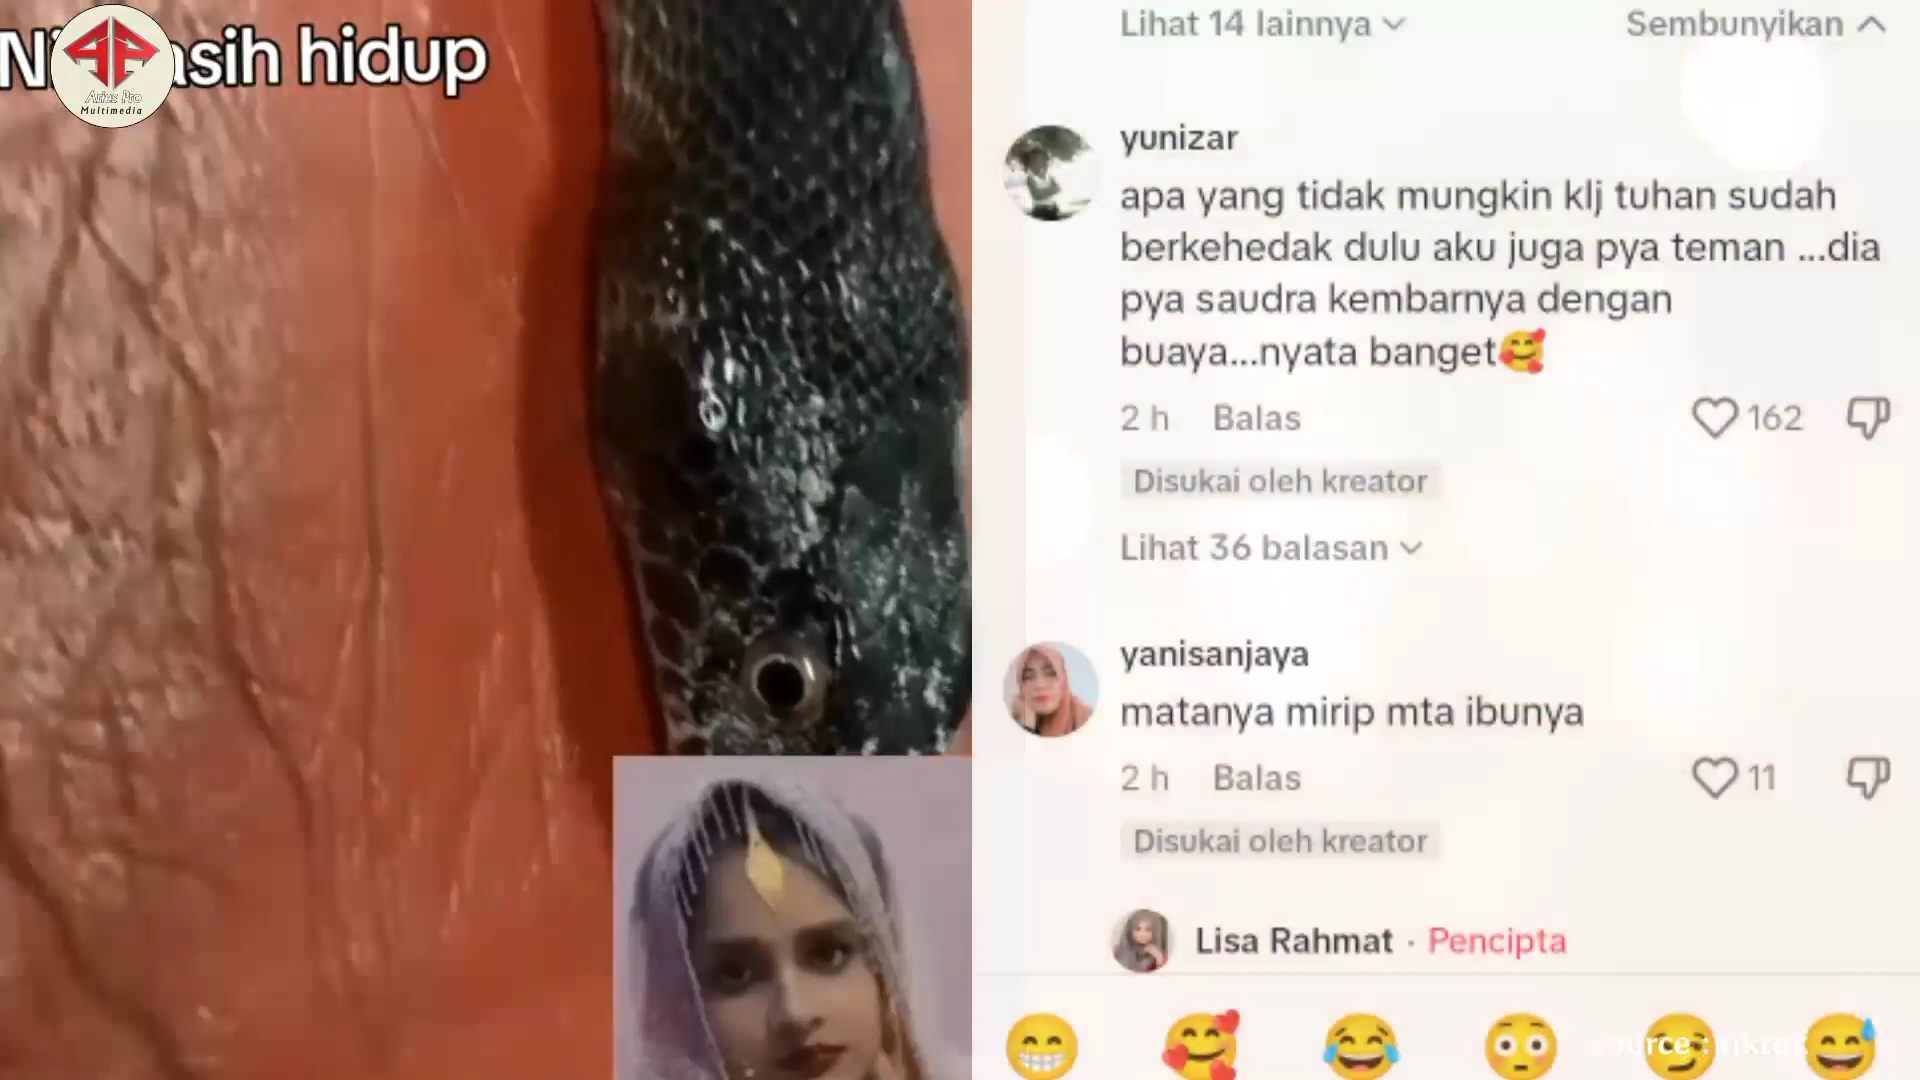 asih hidup
Aries Pro
Multimedia
Lihat 14 lainnya
Sembunyikan
yunizar
apa yang tidak mungkin klj tuhan sudah
berkehedak dulu aku juga pya teman ...dia
pya saudra kembarnya dengan
buaya...nyata banget🥰
2 h Balas 162
Disukai oleh kreator
Lihat 36 balasan
yanisanjaya
matanya mirip mta ibunya
2 h Balas 11
Disukai oleh kreator
Lisa Rahmat · Pencipta